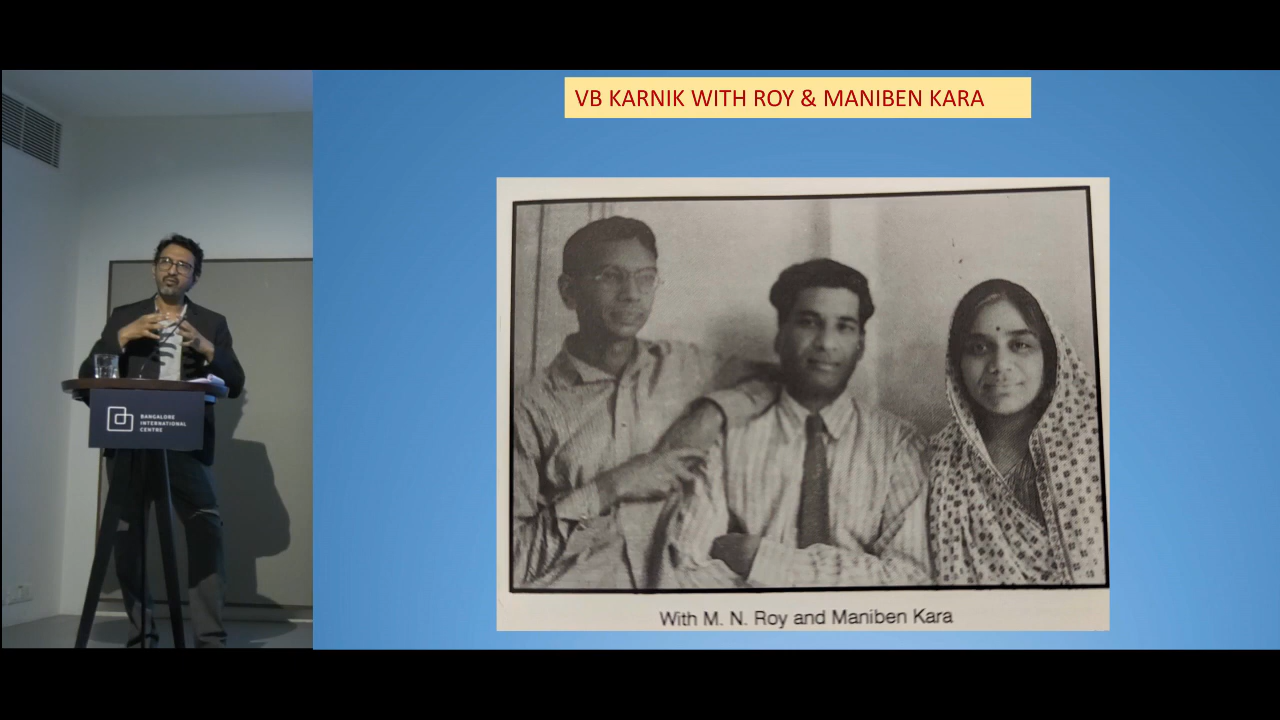 VB KARNIK WITH ROY & MANIBEN KARA
BANGALORE
INTERNATIONAL
CENTRE
With M. N. Roy and Maniben Kara